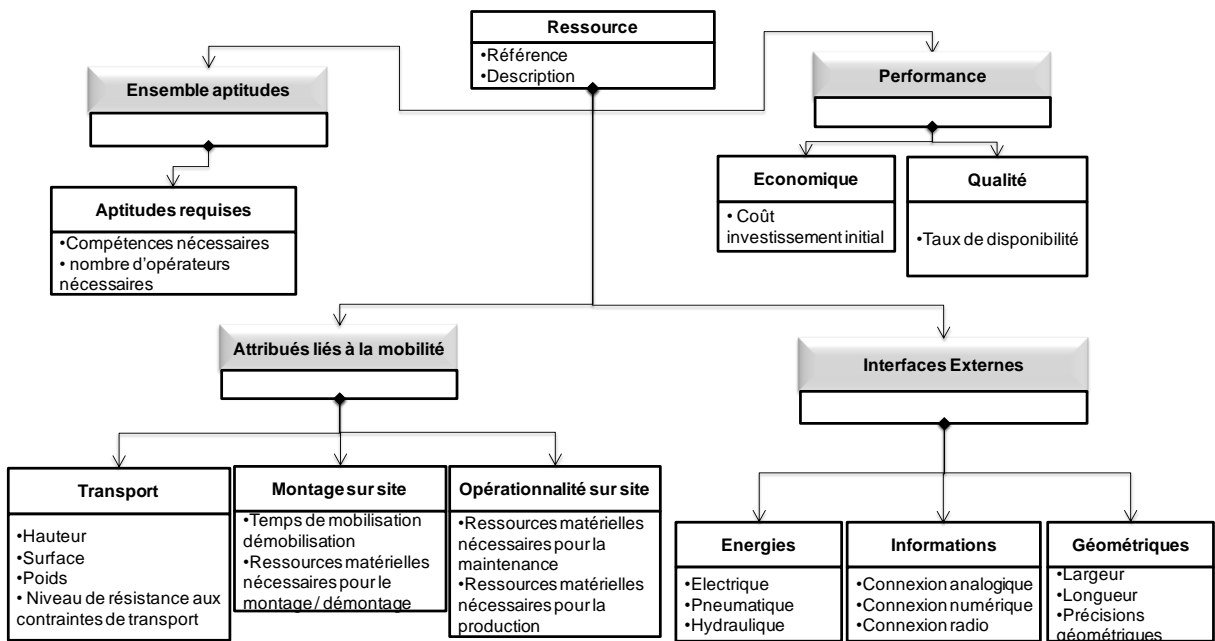 Ressource
•Référence
•Description
Ensemble aptitudes
Performance
Aptitudes requises
•Compétences nécessaires
• nombre d'opérateurs
nécessaires
Economique
• Coût
investissement initial
Qualité
•Taux de disponibilité
Attribués liés à la mobilité
Interfaces Externes
Transport
•Hauteur
•Surface
•Poids
• Niveau de résistance aux
contraintes de transport
Montage sur site
•Temps de mobilisation
démobilisation
•Ressources matérielles
nécessaires pour le
montage / démontage
Opérationnalité sur site
•Ressources matérielles
nécessaires pour la
maintenance
•Ressources matérielles
nécessaires pour la
production
Energies
•Electrique
•Pneumatique
•Hydraulique
Informations
•Connexion analogique
•Connexion numérique
•Connexion radio
Géométriques
•Largeur
•Longueur
•Précisions
géométriques